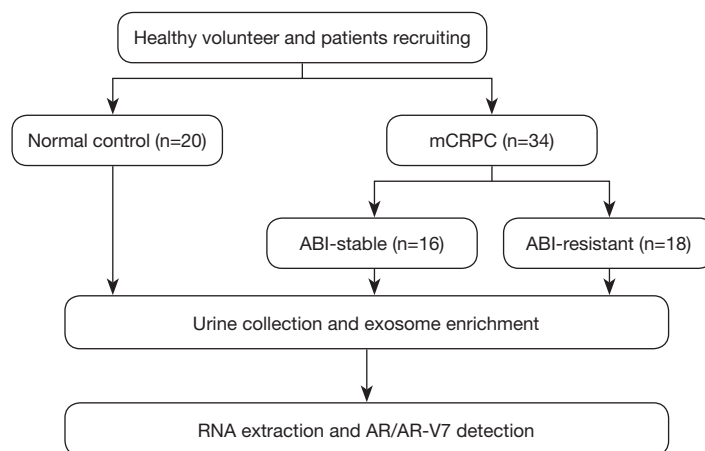 Healthy volunteer and patients recruiting
Normal control (n=20)
mCRPC (n=34)
ABI-stable (n=16)
ABI-resistant (n=18)
Urine collection and exosome enrichment
RNA extraction and AR/AR-V7 detection